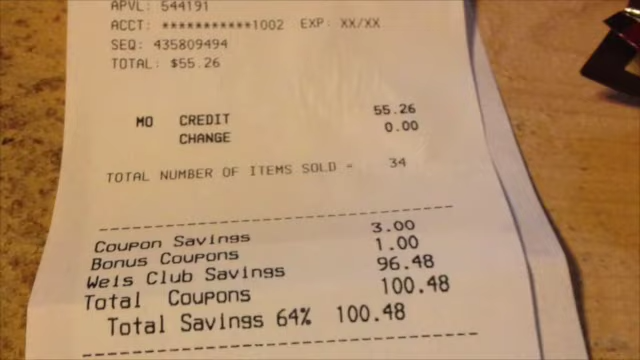 APVL: 544191
ACCT: ***********1002 EXP: XX/XX
SEQ: 435809494
TOTAL: $55.26
MO CREDIT 55.26
CHANGE 0.00
TOTAL NUMBER OF ITEMS SOLD = 34
Coupon Savings 3.00
Bonus Coupons 1.00
Weis Club Savings 96.48
Total Coupons 100.48
Total Savings 64% 100.48